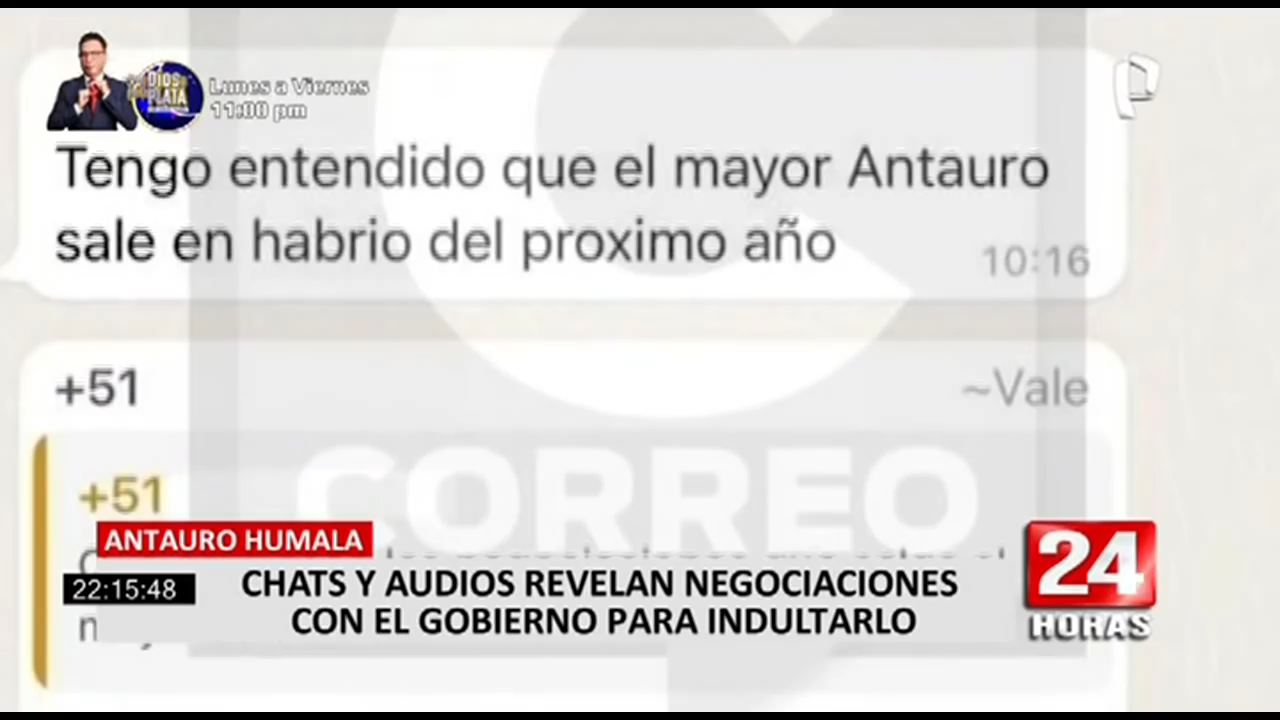 Lunes a Viernes
11:00 pm
DIOS
PLATA
Tengo entendido que el mayor Antauro
sale en habrio del proximo año
10:16
+51
~Vale
+51
CORREO
ANTAURO HUMALA
22:15:48
CHATS Y AUDIOS REVELAN NEGOCIACIONES
CON EL GOBIERNO PARA INDULTARLO
24
HORAS